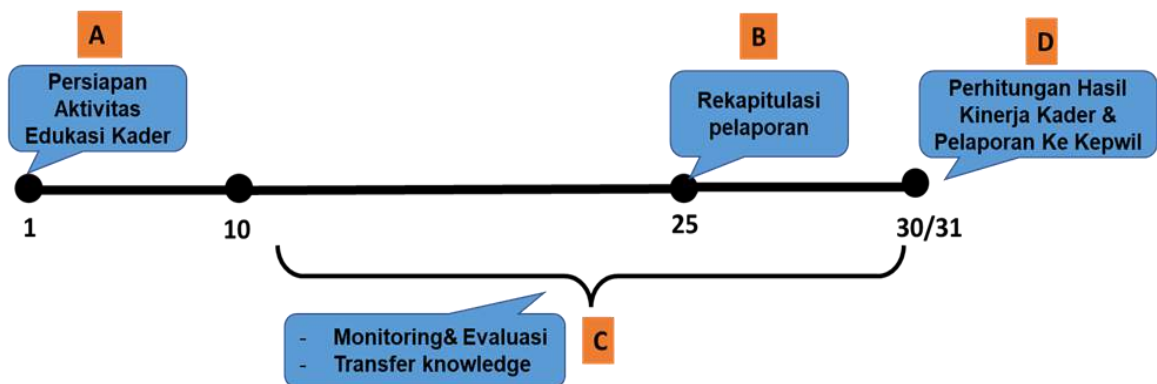 A
Persiapan
Aktivitas
Edukasi Kader
B
Rekapitulasi
pelaporan
D
Perhitungan Hasil
Kinerja Kader &
Pelaporan Ke Kepwil
1
10
25
30/31
- Monitoring& Evaluasi
- Transfer knowledge
C